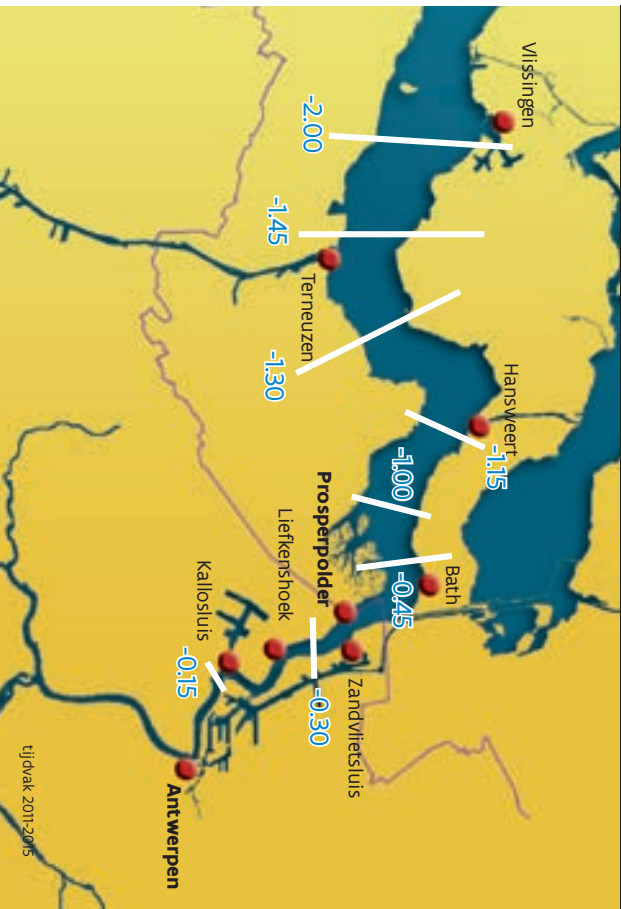 Vlissingen
-2.00
-1.45
Terneuzen
-1.30
Hansweert
-1.15
-1.00
Bath
-0.45
Prosperpolder
Liefkenshoek
Zandvlietsluis
-0.30
Kallosluis
-0.15
Antwerpen
tijdvak 2011-2015